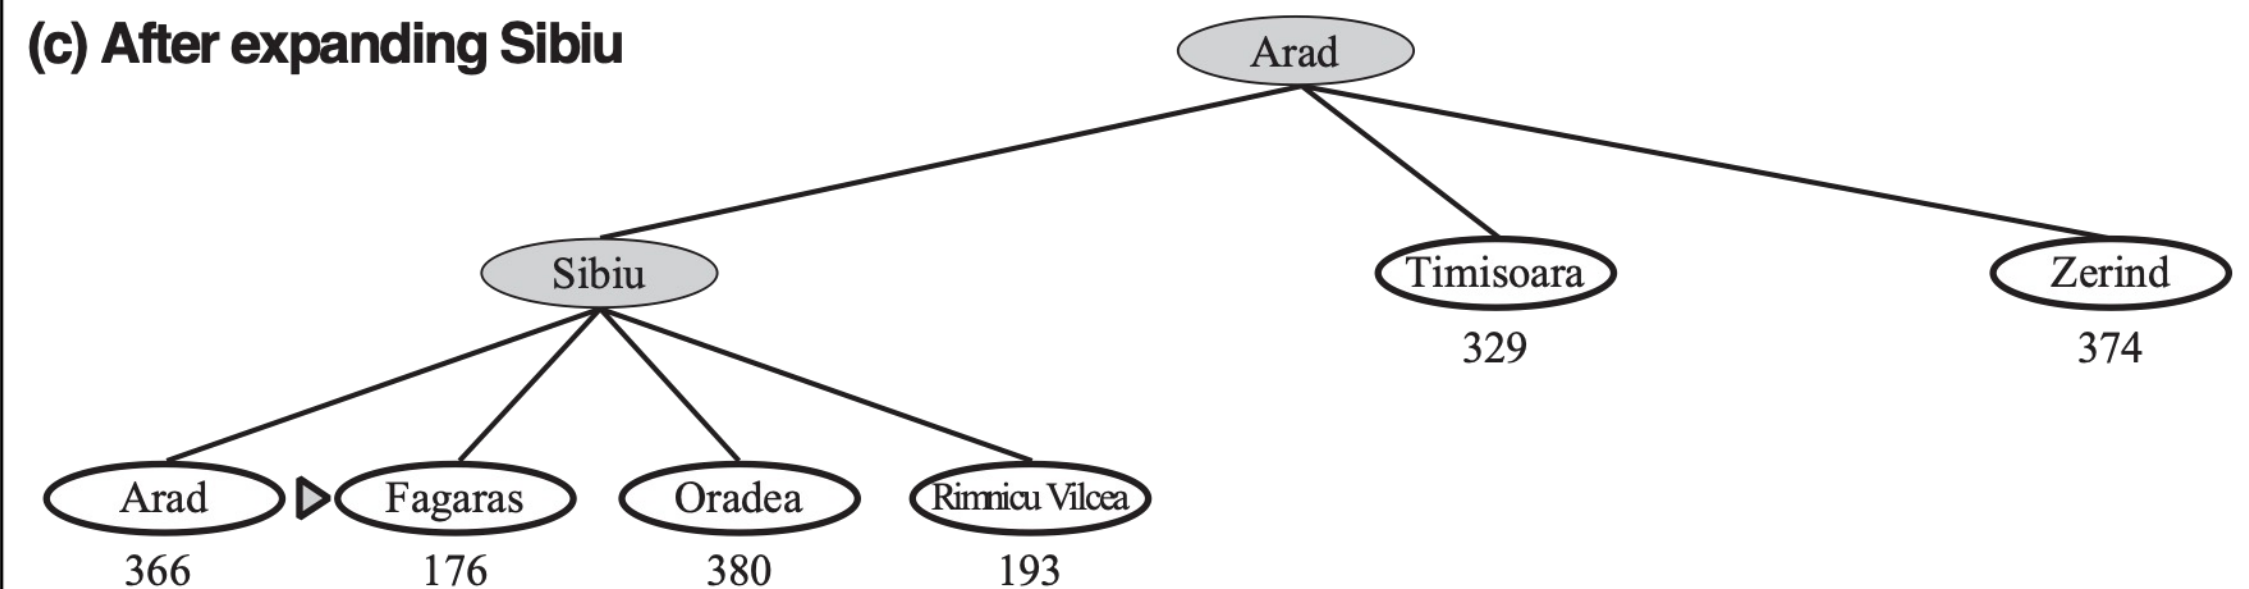 (c) After expanding Sibiu
Arad
Sibiu
Timisoara
Zerind
329
374
Arad
Fagaras
Oradea
Rimnicu Vilcea
366
176
380
193